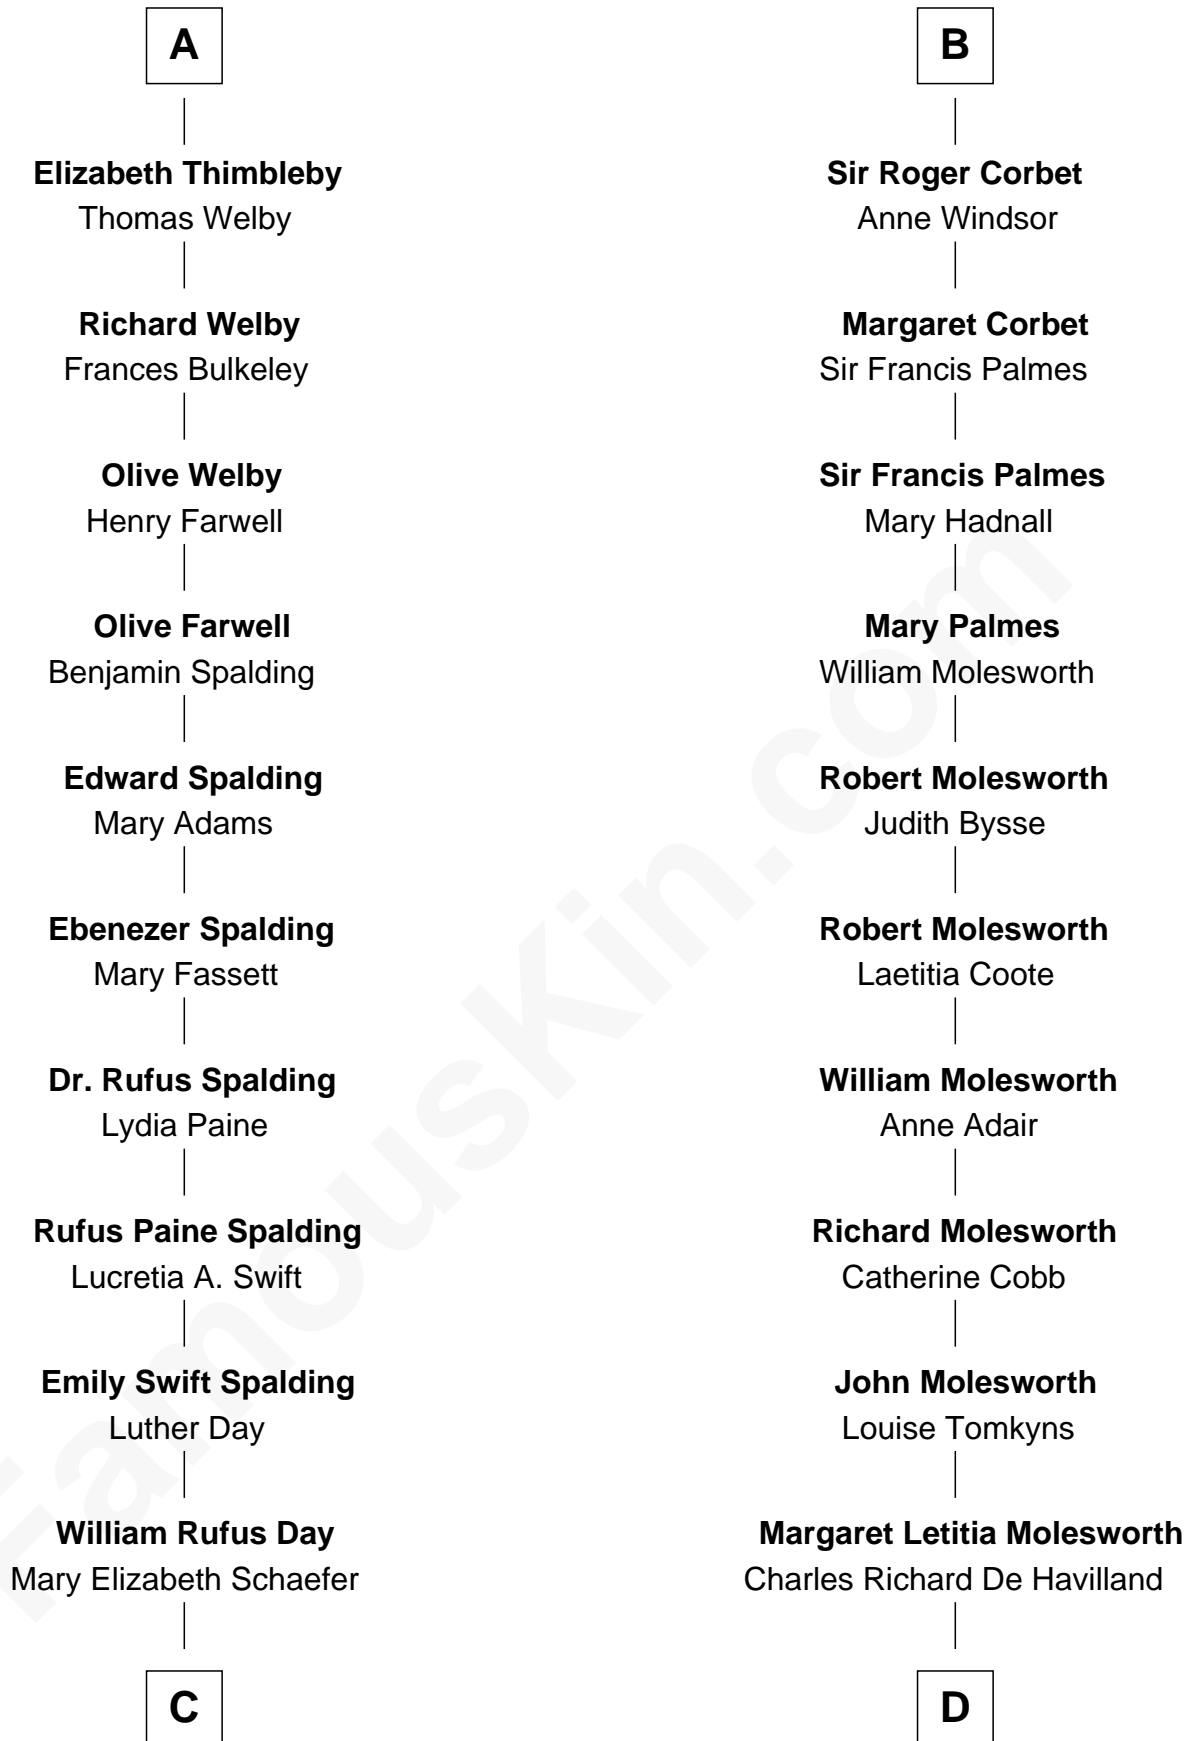 A
Elizabeth Thimbleby
Thomas Welby
Richard Welby
Frances Bulkeley
Olive Welby
Henry Farwell
Olive Farwell
Benjamin Spalding
Edward Spalding
Mary Adams
Ebenezer Spalding
Mary Fassett
Dr. Rufus Spalding
Lydia Paine
Rufus Paine Spalding
Lucretia A. Swift
Emily Swift Spalding
Luther Day
William Rufus Day
Mary Elizabeth Schaefer
C
B
Sir Roger Corbet
Anne Windsor
Margaret Corbet
Sir Francis Palmes
Sir Francis Palmes
Mary Hadnall
Mary Palmes
William Molesworth
Robert Molesworth
Judith Bysse
Robert Molesworth
Laetitia Coote
William Molesworth
Anne Adair
Richard Molesworth
Catherine Cobb
John Molesworth
Louise Tomkyns
Margaret Letitia Molesworth
Charles Richard De Havilland
D
FamousKin.com